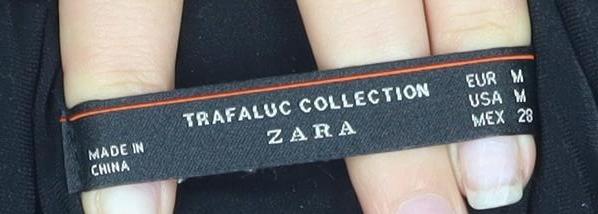 TRAFALUC COLLECTION
ZARA
MADE IN
CHINA
EUR M
USA M
MEX 28